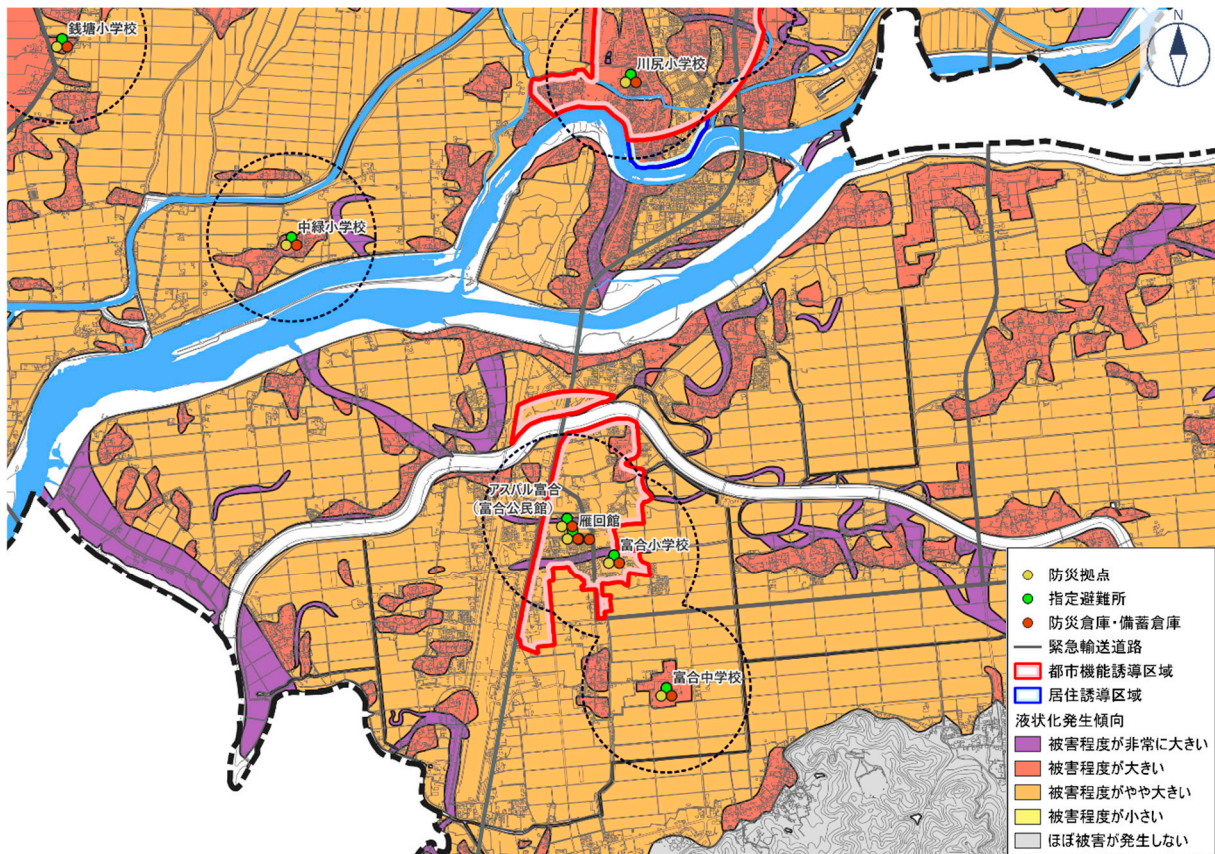 銭塘小学校
川尻小学校
N
中緑小学校
アスパル富合
(富合公民館)
雁回館
富合小学校
富合中学校
防災拠点
指定避難所
防災倉庫・備蓄倉庫
緊急輸送道路
都市機能誘導区域
居住誘導区域
液状化発生傾向
被害程度が非常に大きい
被害程度が大きい
被害程度がやや大きい
被害程度が小さい
ほぼ被害が発生しない